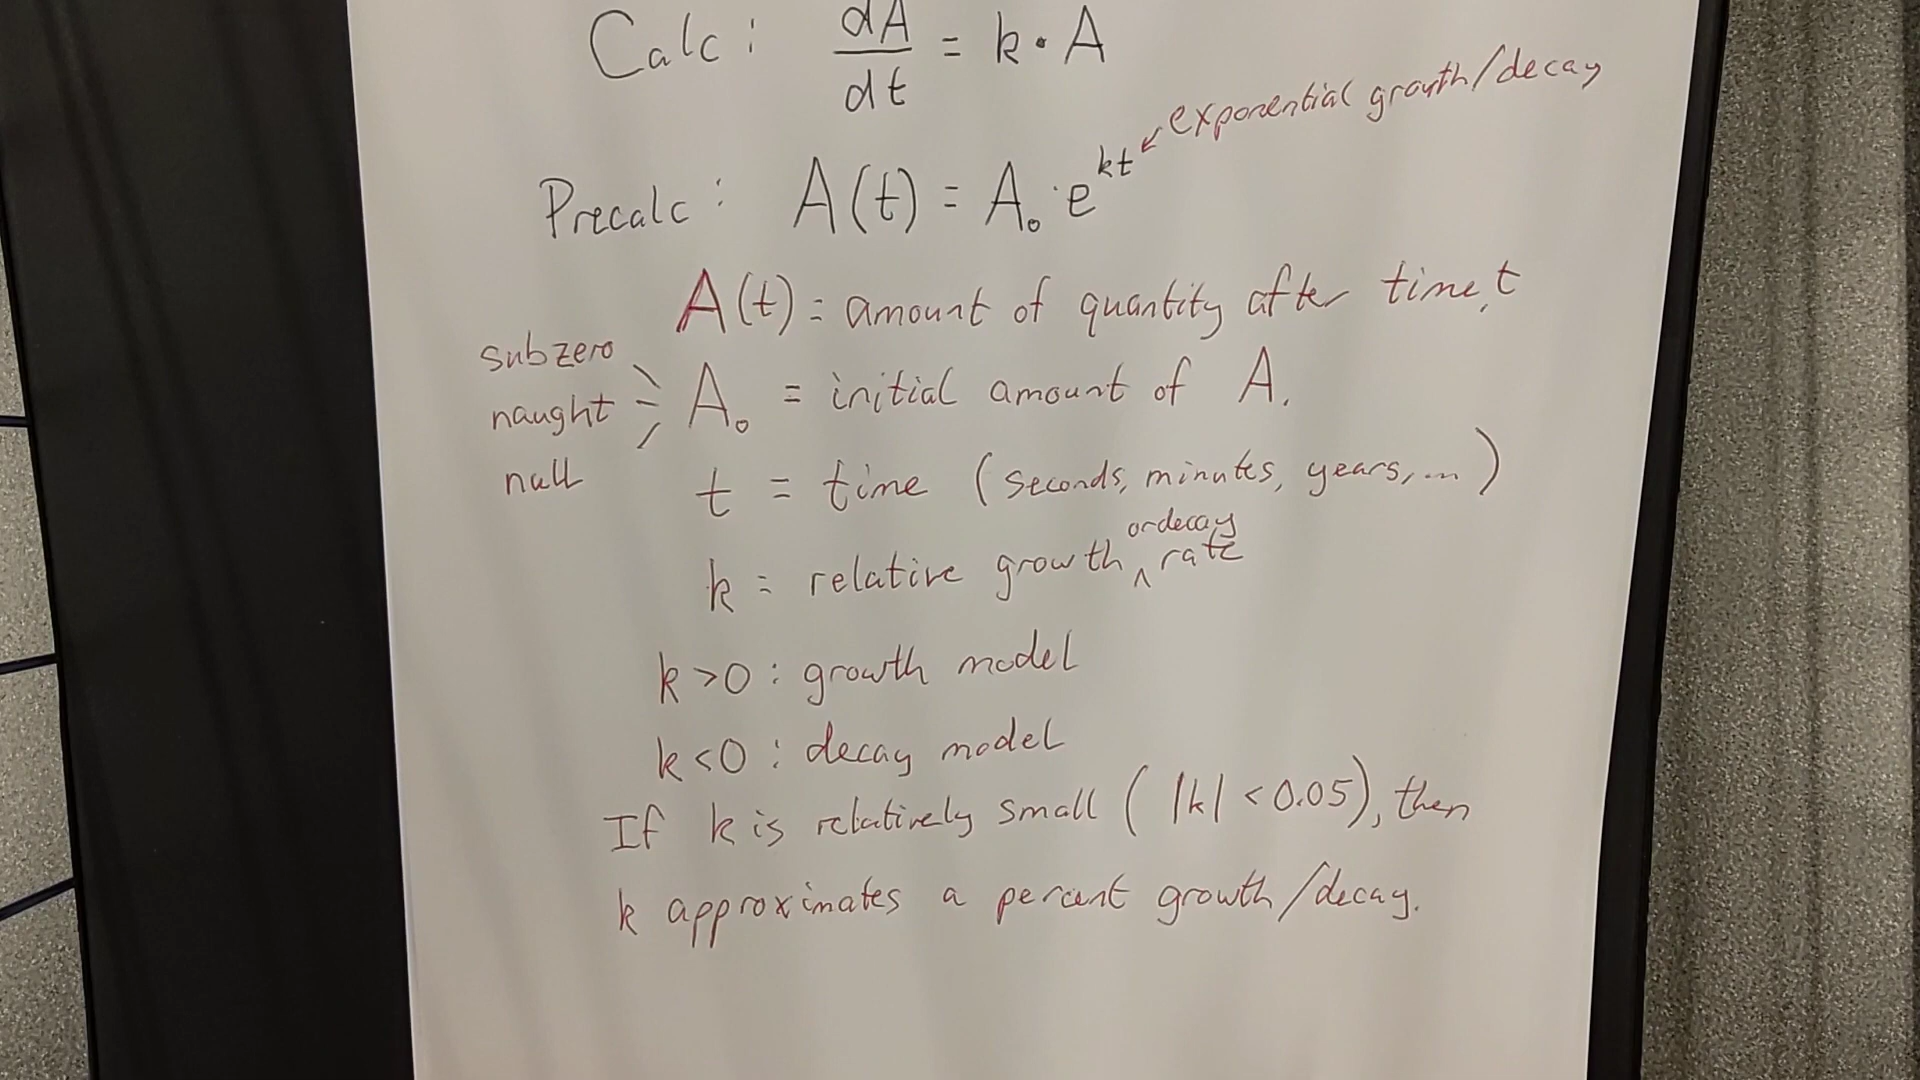 Calc: dA/dt = k · A
Precalc: A(t) = A₀ · e^kt ← exponential growth/decay
A(t) = amount of quantity after time, t
subzero
naught
null
A₀ = initial amount of A.
t = time (seconds, minutes, years, ...)
k = relative growth ^ or decay rate
k > 0 : growth model
k < 0 : decay model
If k is relatively small ( |k| < 0.05), then
k approximates a percent growth/decay.